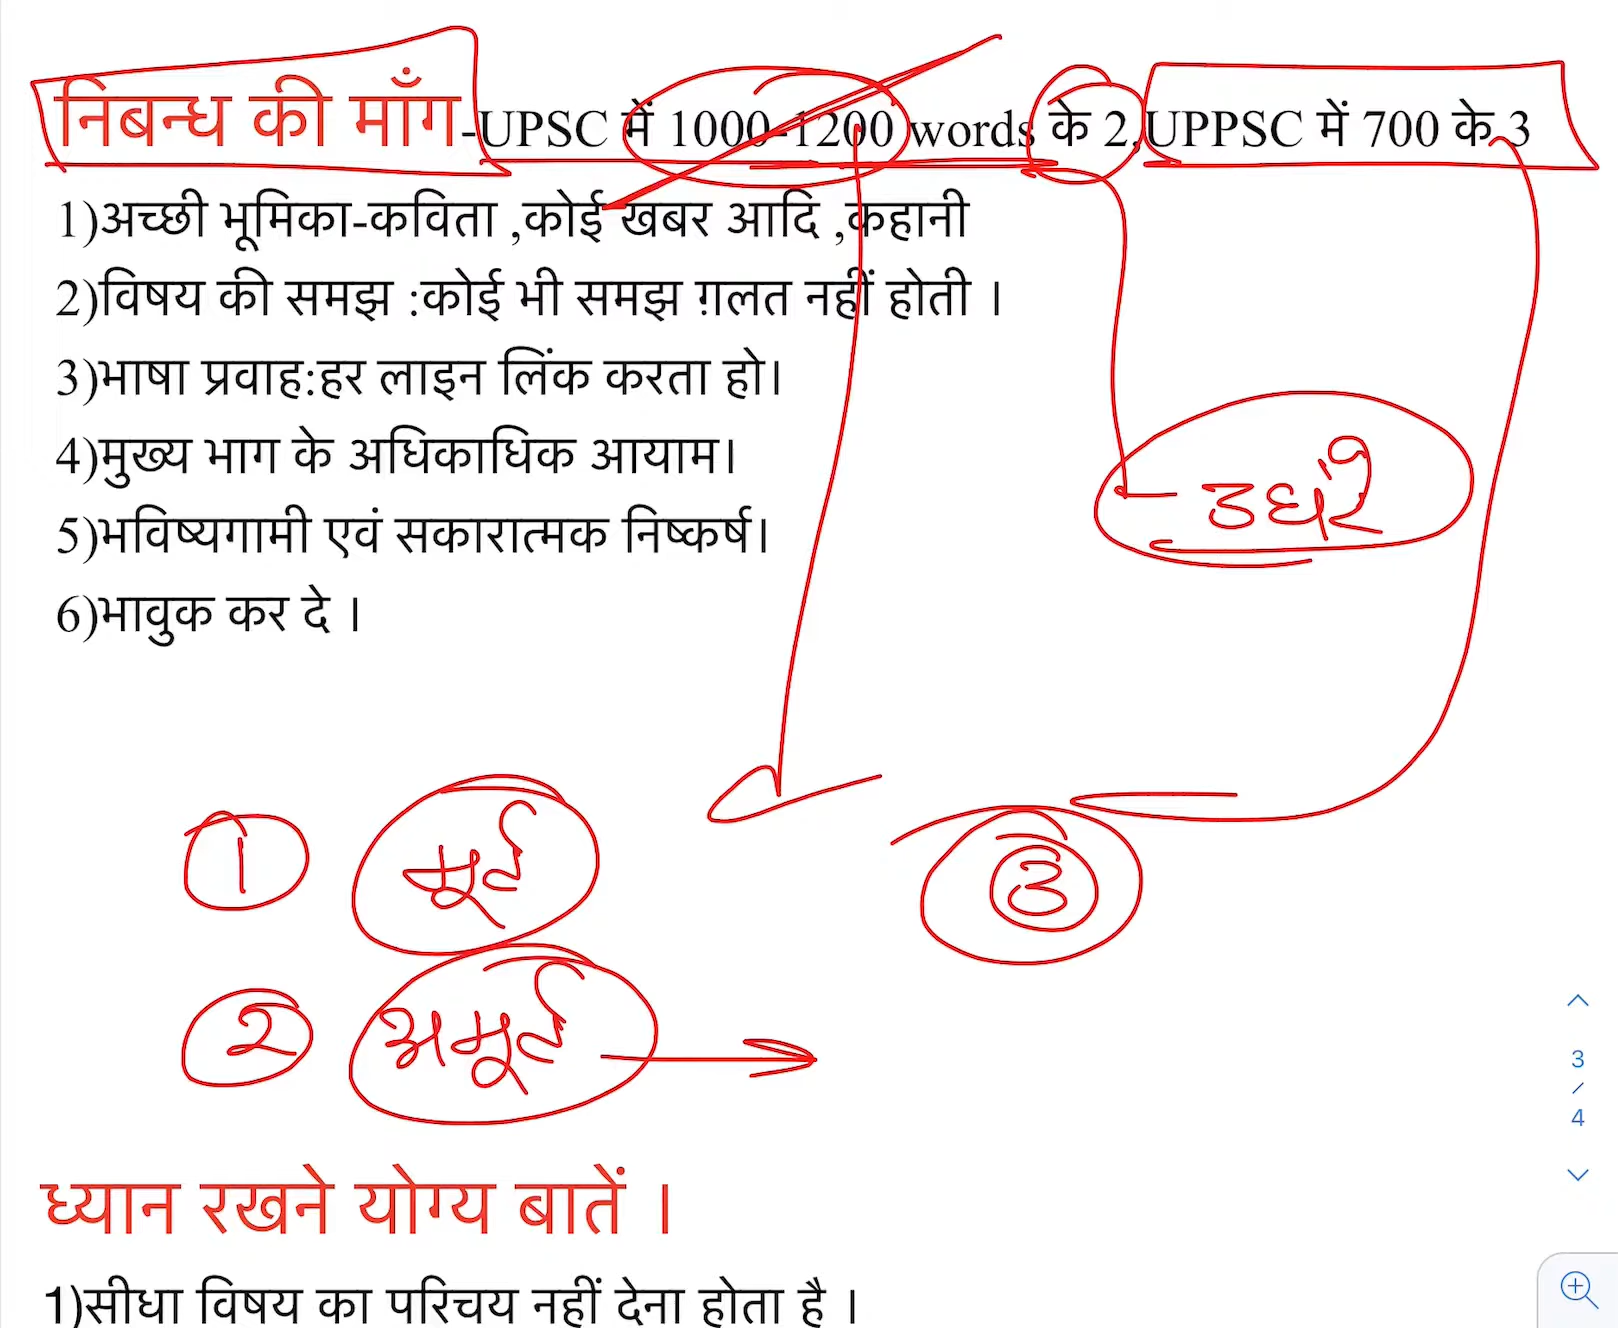 निबन्ध की माँग-UPSC में 1000-1200 words के 2,UPPSC में 700 के 3
1)अच्छी भूमिका-कविता ,कोई खबर आदि ,कहानी
2)विषय की समझ :कोई भी समझ ग़लत नहीं होती ।
3)भाषा प्रवाह:हर लाइन लिंक करता हो।
4)मुख्य भाग के अधिकाधिक आयाम।
5)भविष्यगामी एवं सकारात्मक निष्कर्ष।
6)भावुक कर दे ।
1 मूर्त
3
2 अमूर्त
3
/
4
ध्यान रखने योग्य बातें ।
1)सीधा विषय का परिचय नहीं देना होता है ।